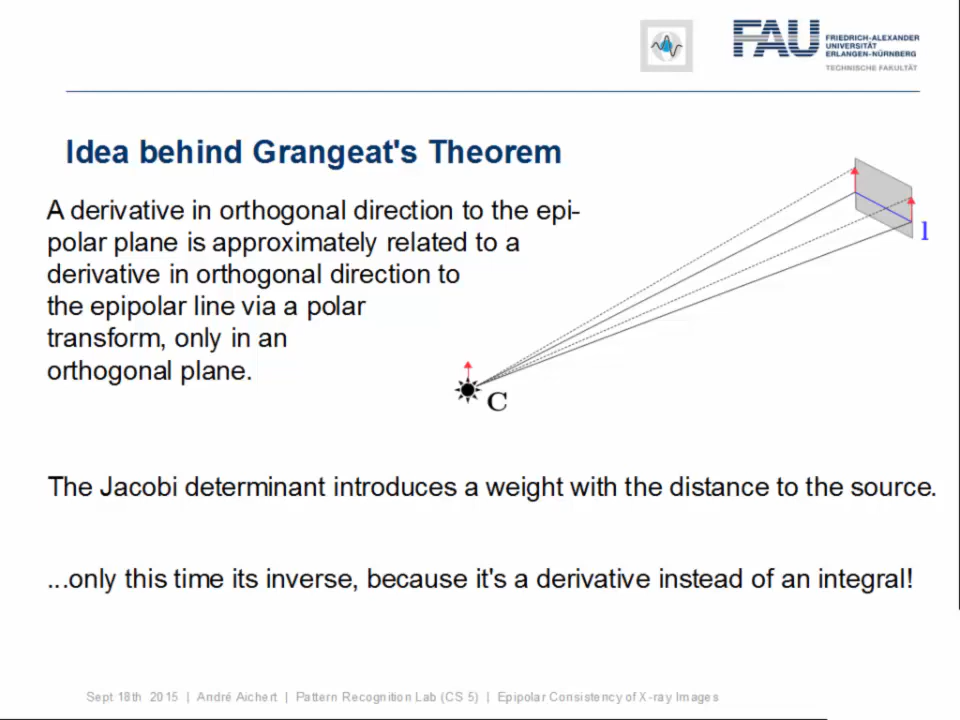 FAU
FRIEDRICH-ALEXANDER
UNIVERSITÄT
ERLANGEN-NÜRNBERG
TECHNISCHE FAKULTÄT
Idea behind Grangeat's Theorem
A derivative in orthogonal direction to the epi-
polar plane is approximately related to a
derivative in orthogonal direction to
the epipolar line via a polar
transform, only in an
orthogonal plane.
l
C
The Jacobi determinant introduces a weight with the distance to the source.
...only this time its inverse, because it's a derivative instead of an integral!
Sept 18th 2015 | André Aichert | Pattern Recognition Lab (CS 5) | Epipolar Consistency of X-ray Images